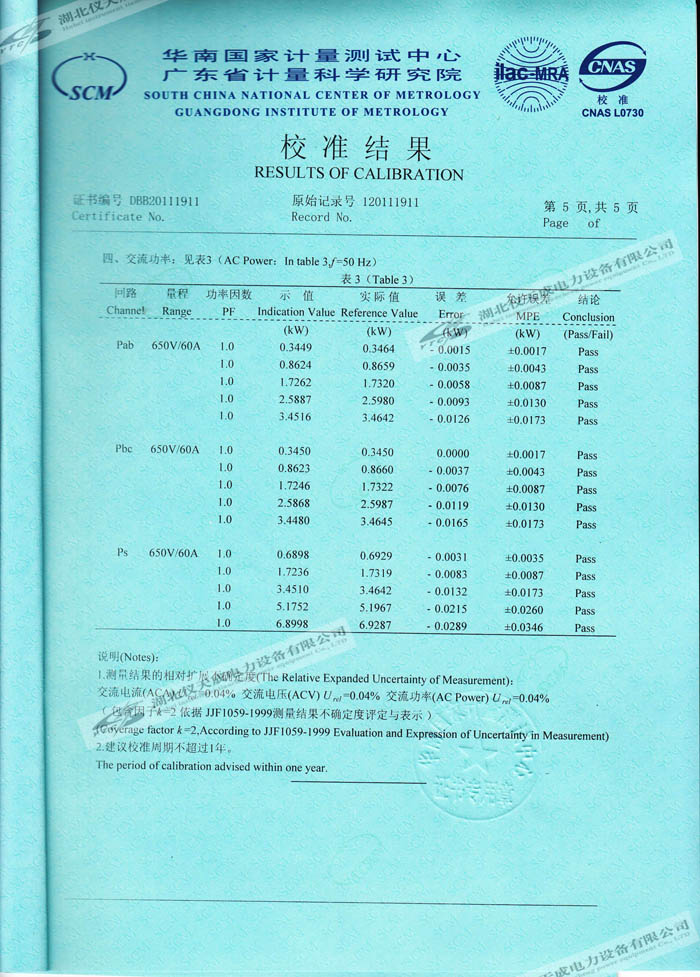 华南国家计量测试中心
广东省计量科学研究院
SCM
SOUTH CHINA NATIONAL CENTER OF METROLOGY
GUANGDONG INSTITUTE OF METROLOGY
ilac-MRA
CNAS
校 准
CNAS L0730
校准结果
RESULTS OF CALIBRATION
证书编号 DBB20111911 原始记录号 120111911 第 5 页,共 5 页
Certificate No. Record No. Page of
四、交流功率：见表3（AC Power：In table 3,f=50 Hz）
表 3（Table 3）
回路 量程 功率因数 示 值 实际值 误 差 允许误差 结论
Channel Range PF Indication Value Reference Value Error MPE Conclusion
(kW) (kW) (kW) (kW) (Pass/Fail)
Pab 650V/60A 1.0 0.3449 0.3464 - 0.0015 ±0.0017 Pass
1.0 0.8624 0.8659 - 0.0035 ±0.0043 Pass
1.0 1.7262 1.7320 - 0.0058 ±0.0087 Pass
1.0 2.5887 2.5980 - 0.0093 ±0.0130 Pass
1.0 3.4516 3.4642 - 0.0126 ±0.0173 Pass
Pbc 650V/60A 1.0 0.3450 0.3450 0.0000 ±0.0017 Pass
1.0 0.8623 0.8660 - 0.0037 ±0.0043 Pass
1.0 1.7246 1.7322 - 0.0076 ±0.0087 Pass
1.0 2.5868 2.5987 - 0.0119 ±0.0130 Pass
1.0 3.4480 3.4645 - 0.0165 ±0.0173 Pass
Ps 650V/60A 1.0 0.6898 0.6929 - 0.0031 ±0.0035 Pass
1.0 1.7236 1.7319 - 0.0083 ±0.0087 Pass
1.0 3.4510 3.4642 - 0.0132 ±0.0173 Pass
1.0 5.1752 5.1967 - 0.0215 ±0.0260 Pass
1.0 6.8998 6.9287 - 0.0289 ±0.0346 Pass
说明(Notes):
1.测量结果的相对扩展不确定度(The Relative Expanded Uncertainty of Measurement):
交流电流(ACA) =0.04% 交流电压(ACV) Urel=0.04% 交流功率(AC Power) Urel=0.04%
（包含因子k=2 依据 JJF1059-1999测量结果不确定度评定与表示 ）
(Coverage factor k=2,According to JJF1059-1999 Evaluation and Expression of Uncertainty in Measurement)
2.建议校准周期不超过1年。
The period of calibration advised within one year.
证书专用章